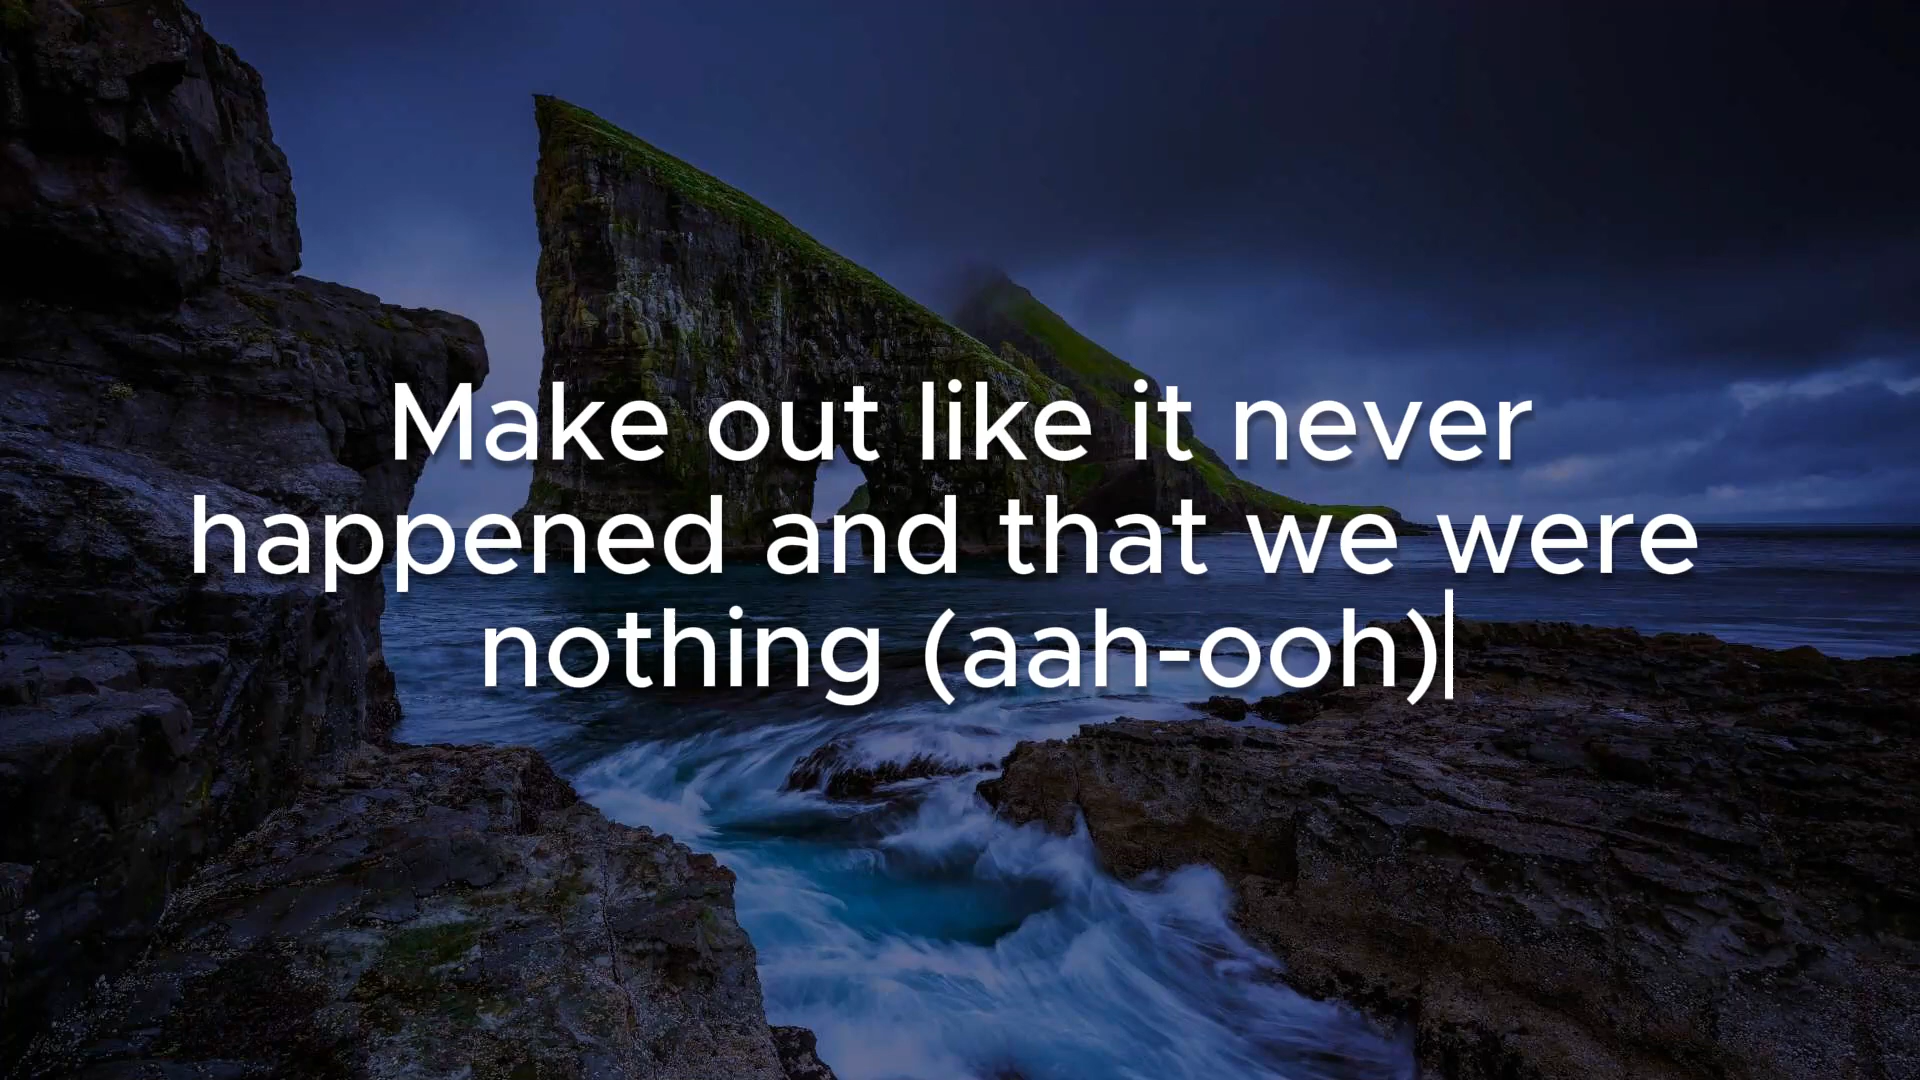 Make out like it never
happened and that we were
nothing (aah-ooh)